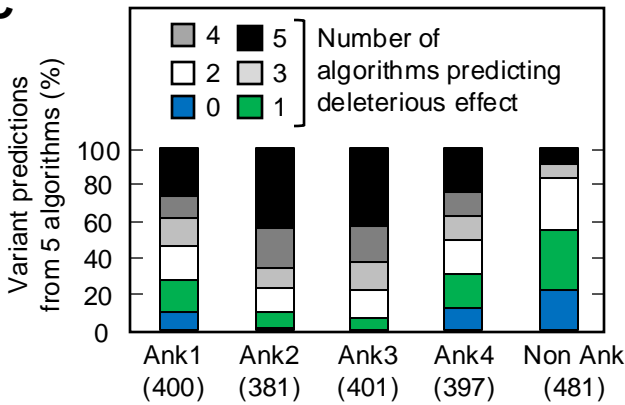 4 5
2 3
0 1
Number of
algorithms predicting
deleterious effect
Variant predictions
from 5 algorithms (%)
100
80
60
40
20
0
Ank1 Ank2 Ank3 Ank4 Non Ank
(400) (381) (401) (397) (481)